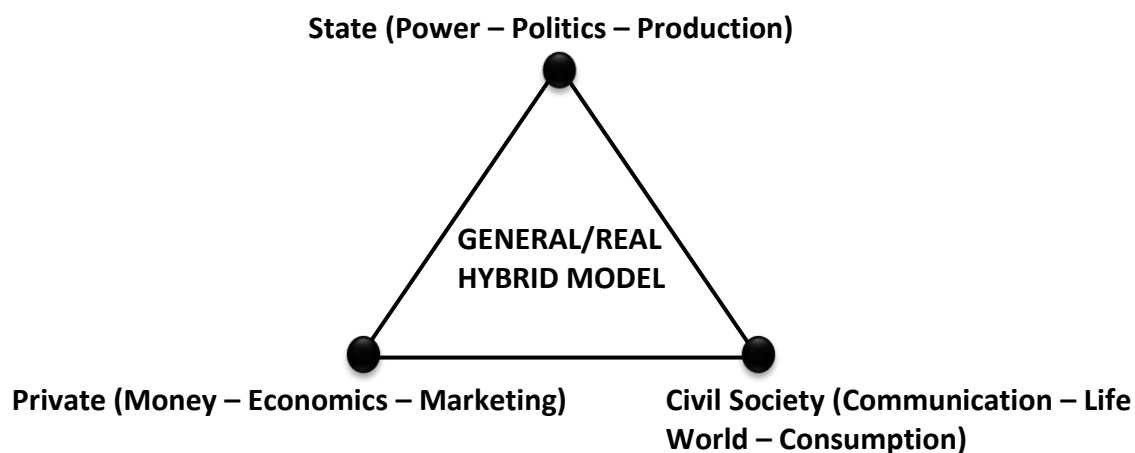 State (Power – Politics – Production)
GENERAL/REAL
HYBRID MODEL
Private (Money – Economics – Marketing)
Civil Society (Communication – Life
World – Consumption)